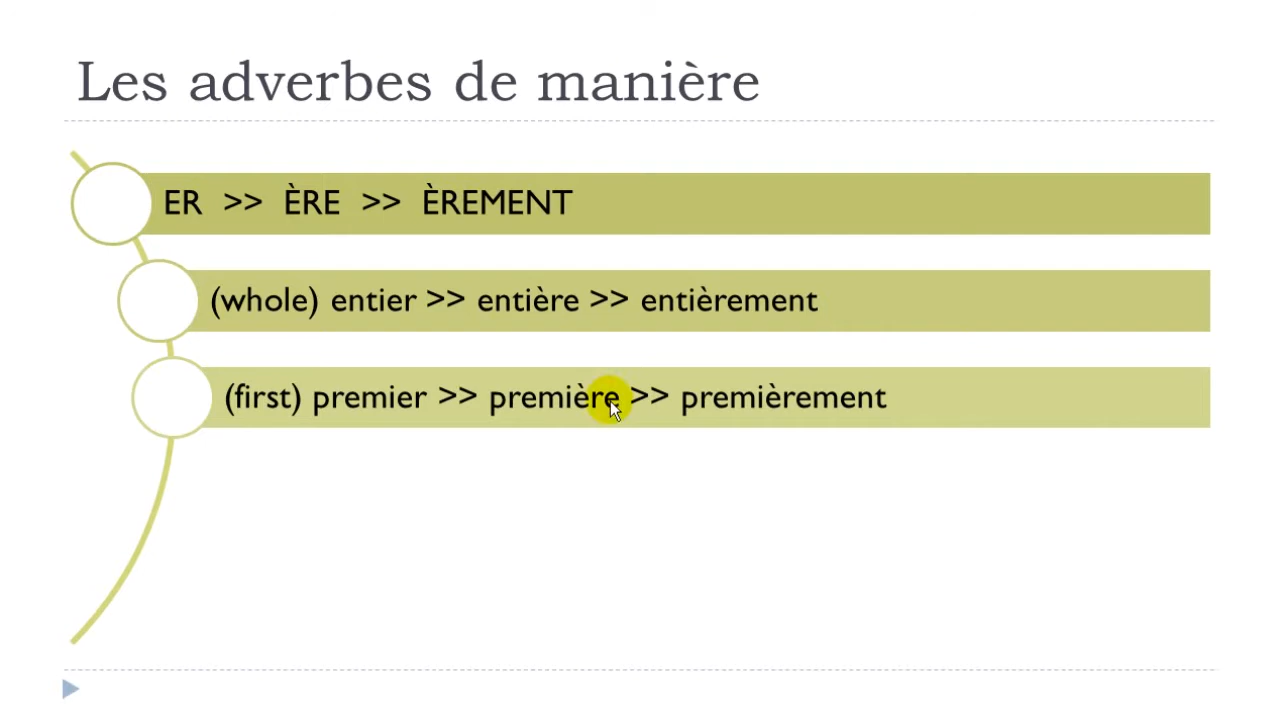 Les adverbes de manière
ER >> ÈRE >> ÈREMENT
(whole) entier >> entière >> entièrement
(first) premier >> première >> premièrement